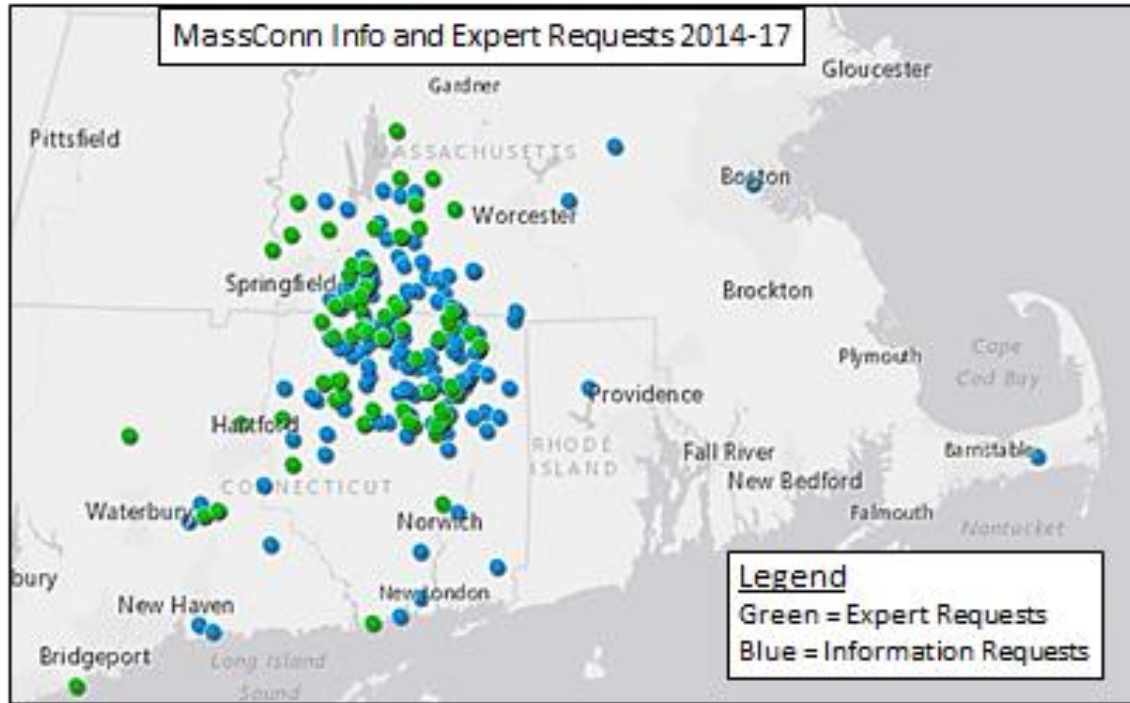 MassConn Info and Expert Requests 2014-17
Gloucester
Gardner
Pittsfield
MASSACHUSETTS
Boston
Worcester
Springfield
Brockton
Plymouth
Cape
Cod Bay
Providence
Hartford
RHODE
ISLAND
Fall River
Barnstable
New Bedford
CONNECTICUT
Waterbury
Norwich
Falmouth
Nantucket
bury
New London
New Haven
Bridgeport
Long Island
Sound
Legend
Green = Expert Requests
Blue = Information Requests